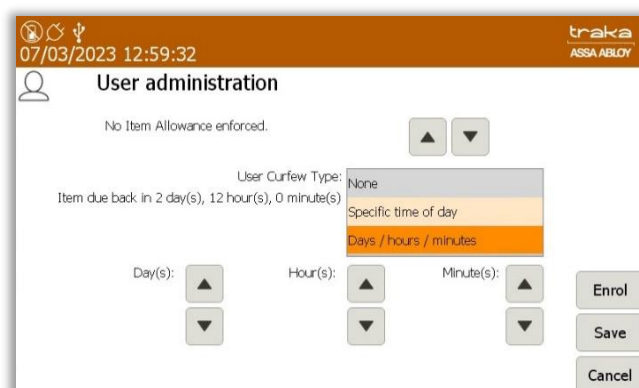 traka
07/03/2023 12:59:32
ASSA ABLOY
User administration
No Item Allowance enforced.
User Curfew Type:
None
Item due back in 2 day(s), 12 hour(s), 0 minute(s)
Specific time of day
Days / hours / minutes
Day(s):
Hour(s):
Minute(s):
Enrol
Save
Cancel